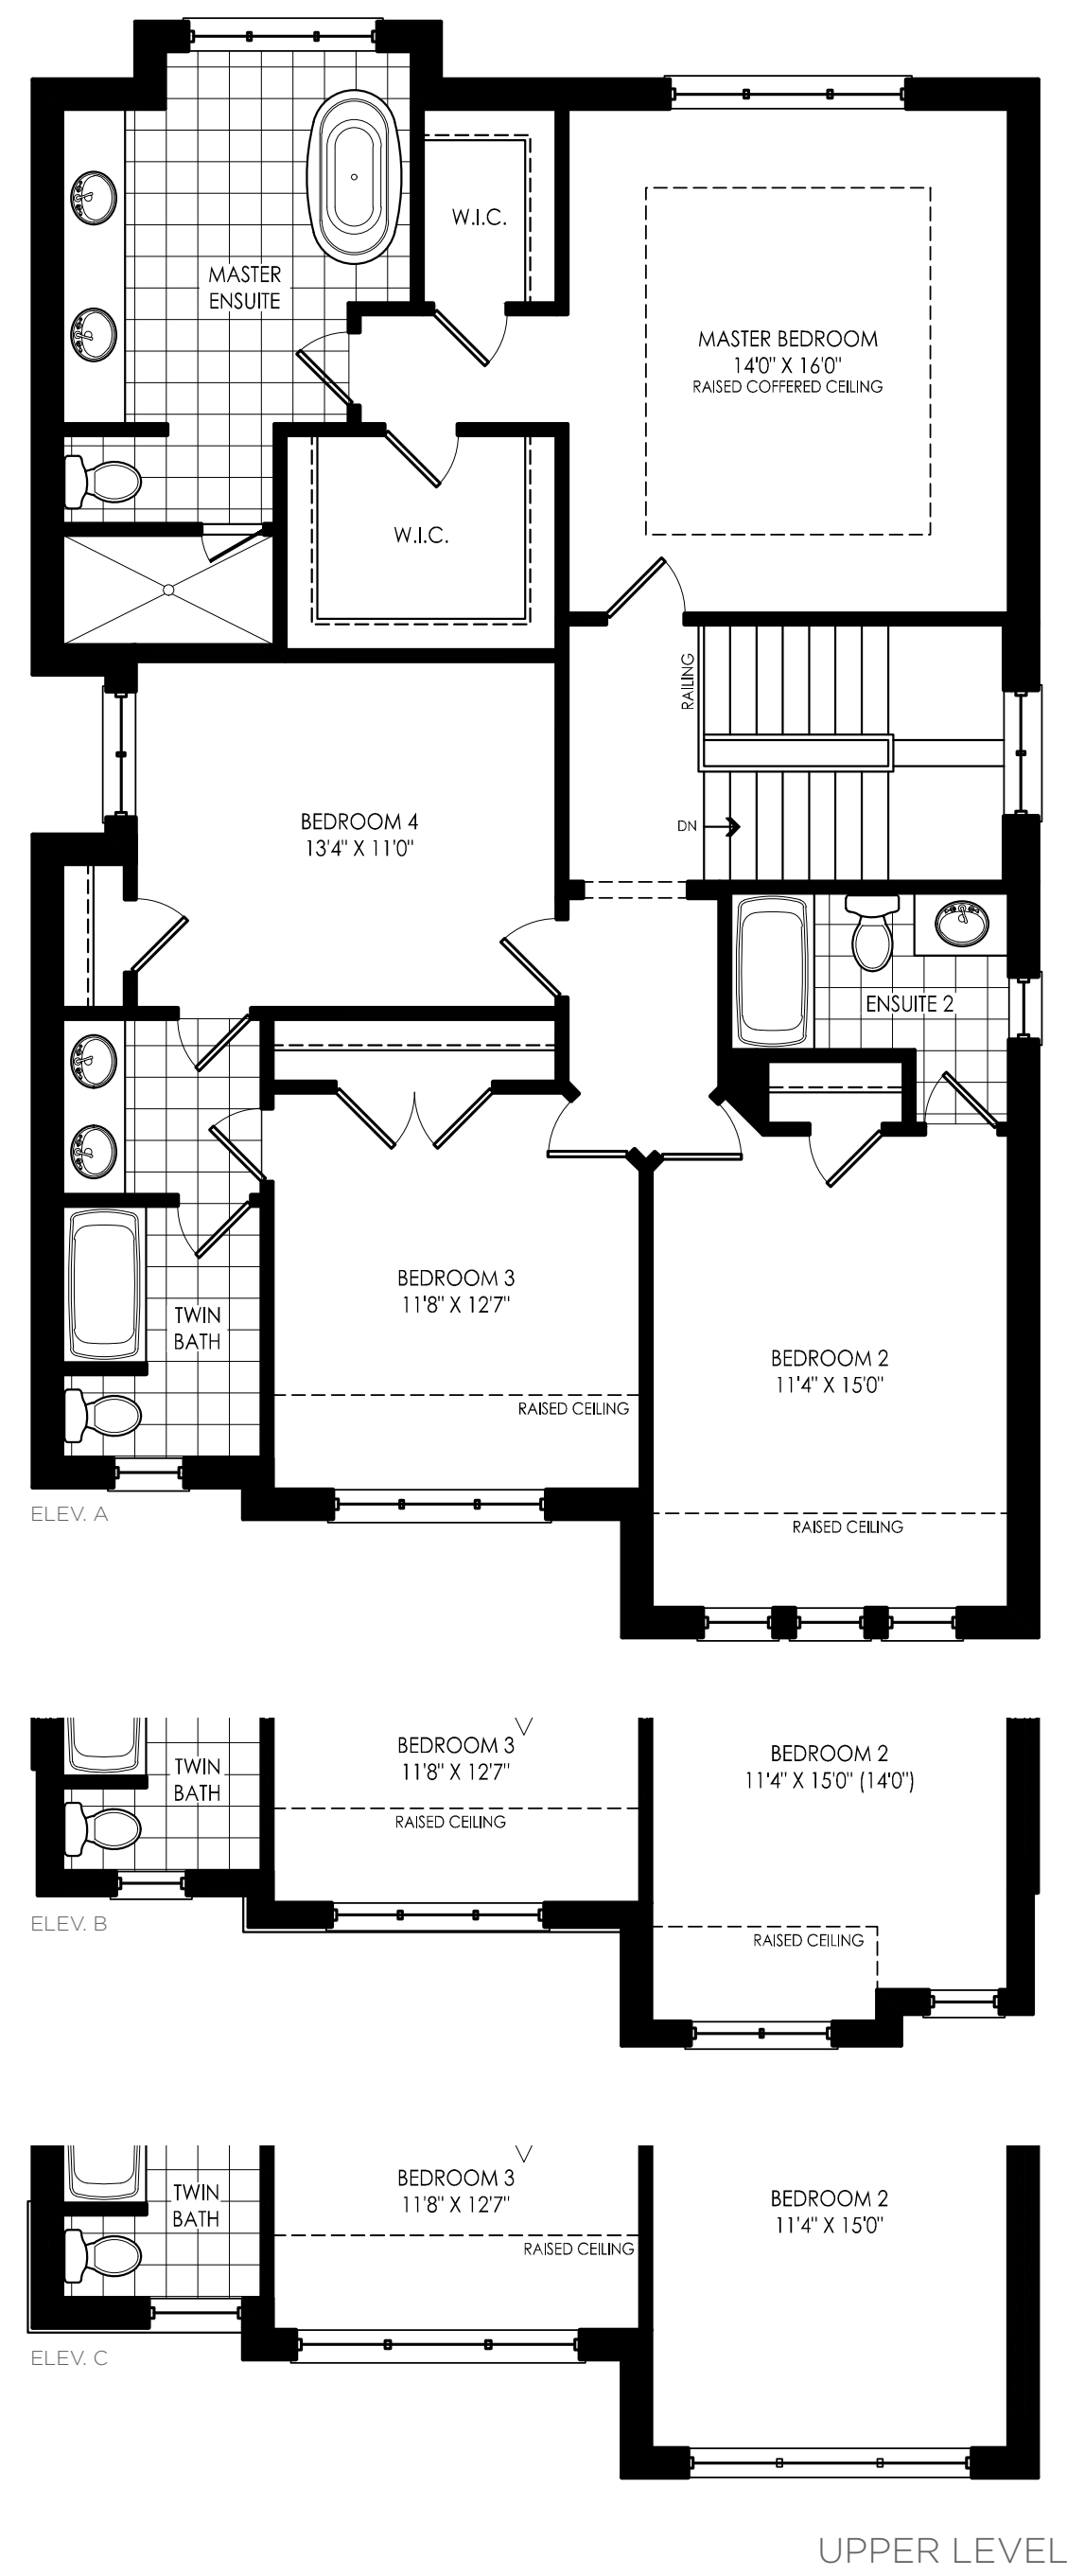 W.I.C.
MASTER
ENSUITE
MASTER BEDROOM
14'0" X 16'0"
RAISED COFFERED CEILING
W.I.C.
RAILING
BEDROOM 4
13'4" X 11'0"
DN
ENSUITE 2
BEDROOM 3
11'8" X 12'7"
TWIN
BATH
BEDROOM 2
11'4" X 15'0"
RAISED CEILING
ELEV. A
RAISED CEILING
BEDROOM 3
11'8" X 12'7"
BEDROOM 2
11'4" X 15'0" (14'0")
TWIN
BATH
RAISED CEILING
ELEV. B
RAISED CEILING
BEDROOM 3
11'8" X 12'7"
TWIN
BATH
BEDROOM 2
11'4" X 15'0"
RAISED CEILING
ELEV. C
UPPER LEVEL